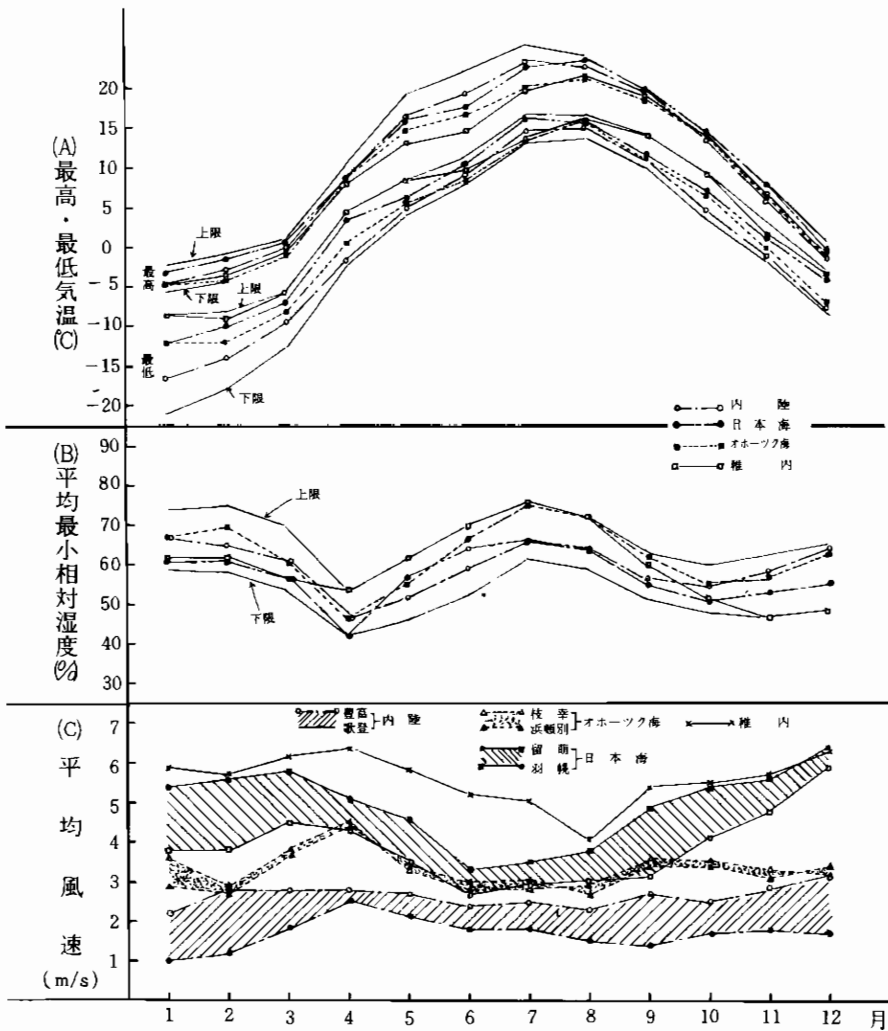 (A)最高・最低気温(℃)
20
15
10
5
0
−5
−10
−15
−20
上限
最高
下限
上限
最低
下限
内陸
日本海
オホーツク海
稚内
(B)平均最小相対湿度(%)
90
80
70
60
50
40
30
上限
下限
(C)平均風速(m/s)
7
6
5
4
3
2
1
豊富
歌登
内陸
枝幸
浜頓別
オホーツク海
稚内
留萌
羽幌
日本海
1 2 3 4 5 6 7 8 9 10 11 12 月